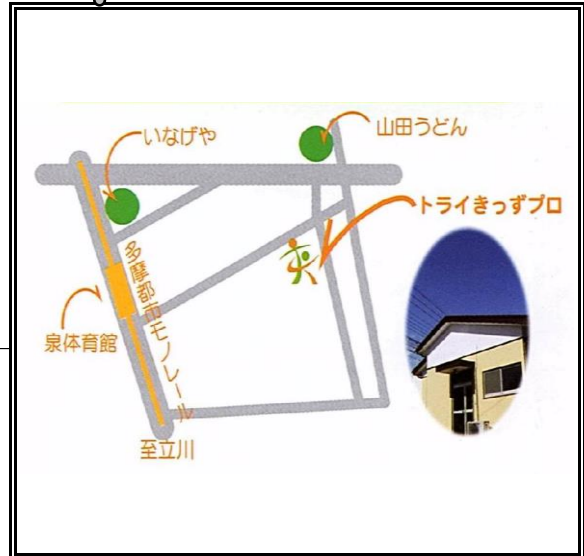 いなげや
山田うどん
トライきっずプロ
多摩都市モノレール
泉体育館
至立川